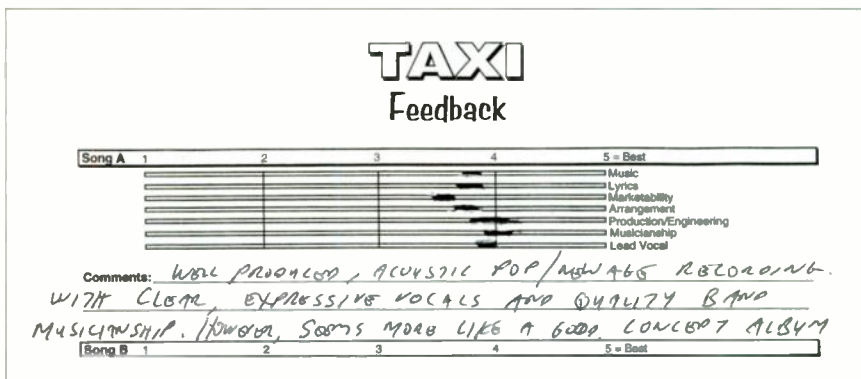 TAXI
Feedback
Song A 1 2 3 4 5 = Best
Music
Lyrics
Marketability
Arrangement
Production/Engineering
Musicianship
Lead Vocal
Comments: WELL PRODUCED, ACOUSTIC POP/NEW AGE RECORDING.
WITH CLEAR, EXPRESSIVE VOCALS AND QUALITY BAND
MUSICIANSHIP. HOWEVER, SEEMS MORE LIKE A GOOD CONCEPT ALBUM
Song B 1 2 3 4 5 = Best